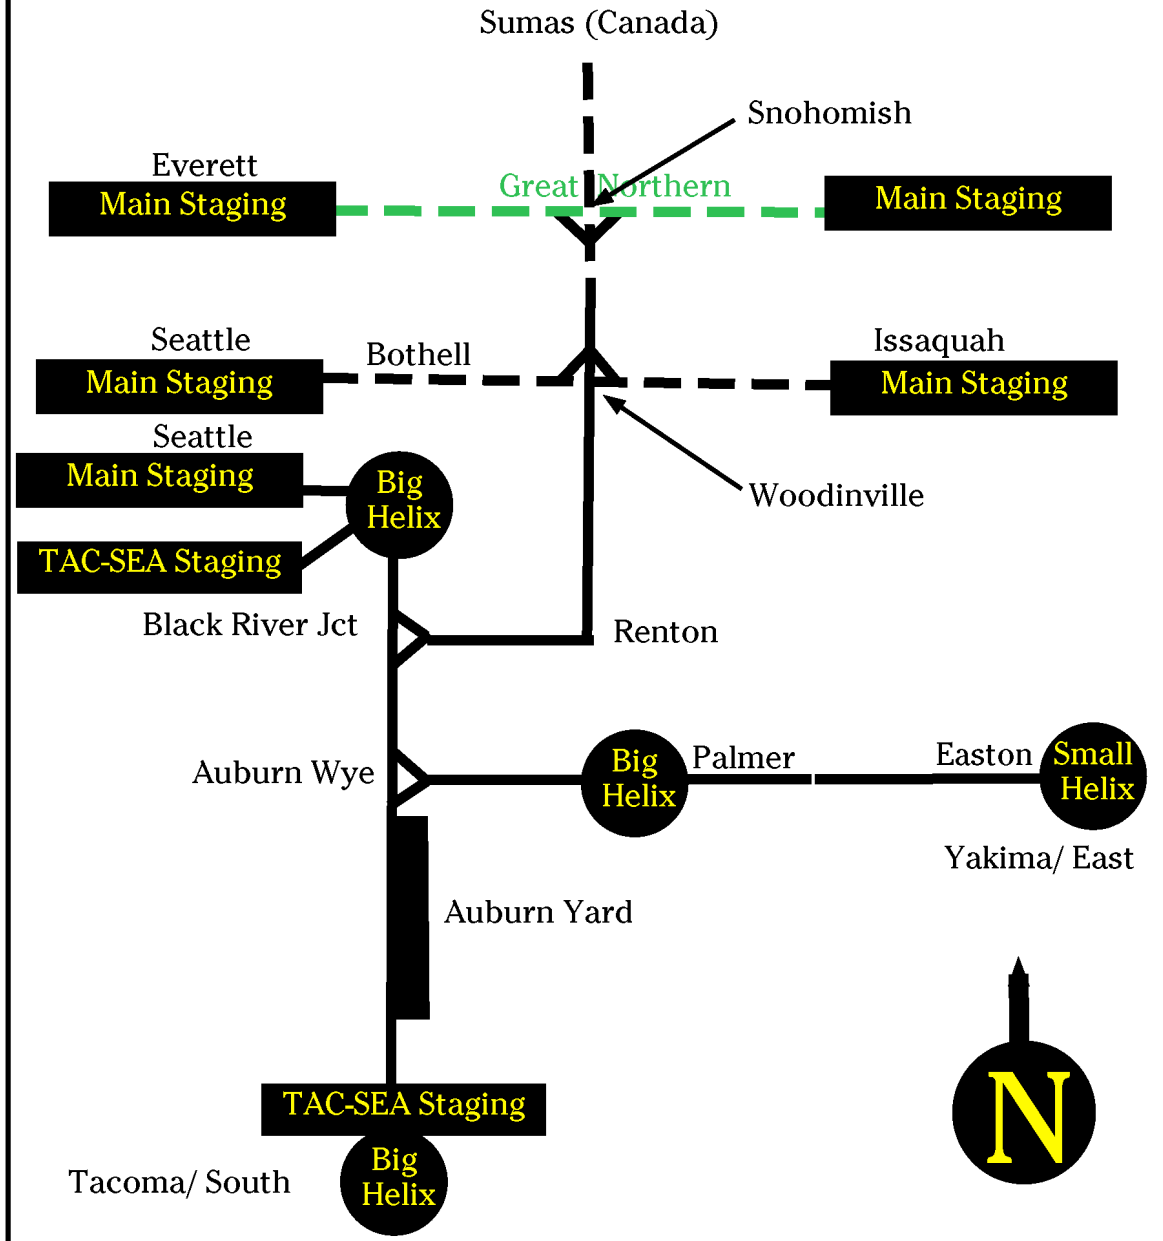 Sumas (Canada)
Snohomish
Everett
Great Northern
Main Staging
Main Staging
Seattle
Bothell
Issaquah
Main Staging
Main Staging
Seattle
Main Staging
Big
Helix
Woodinville
TAC-SEA Staging
Black River Jct
Renton
Auburn Wye
Big
Helix
Palmer
Easton
Small
Helix
Yakima/ East
Auburn Yard
TAC-SEA Staging
N
Tacoma/ South
Big
Helix